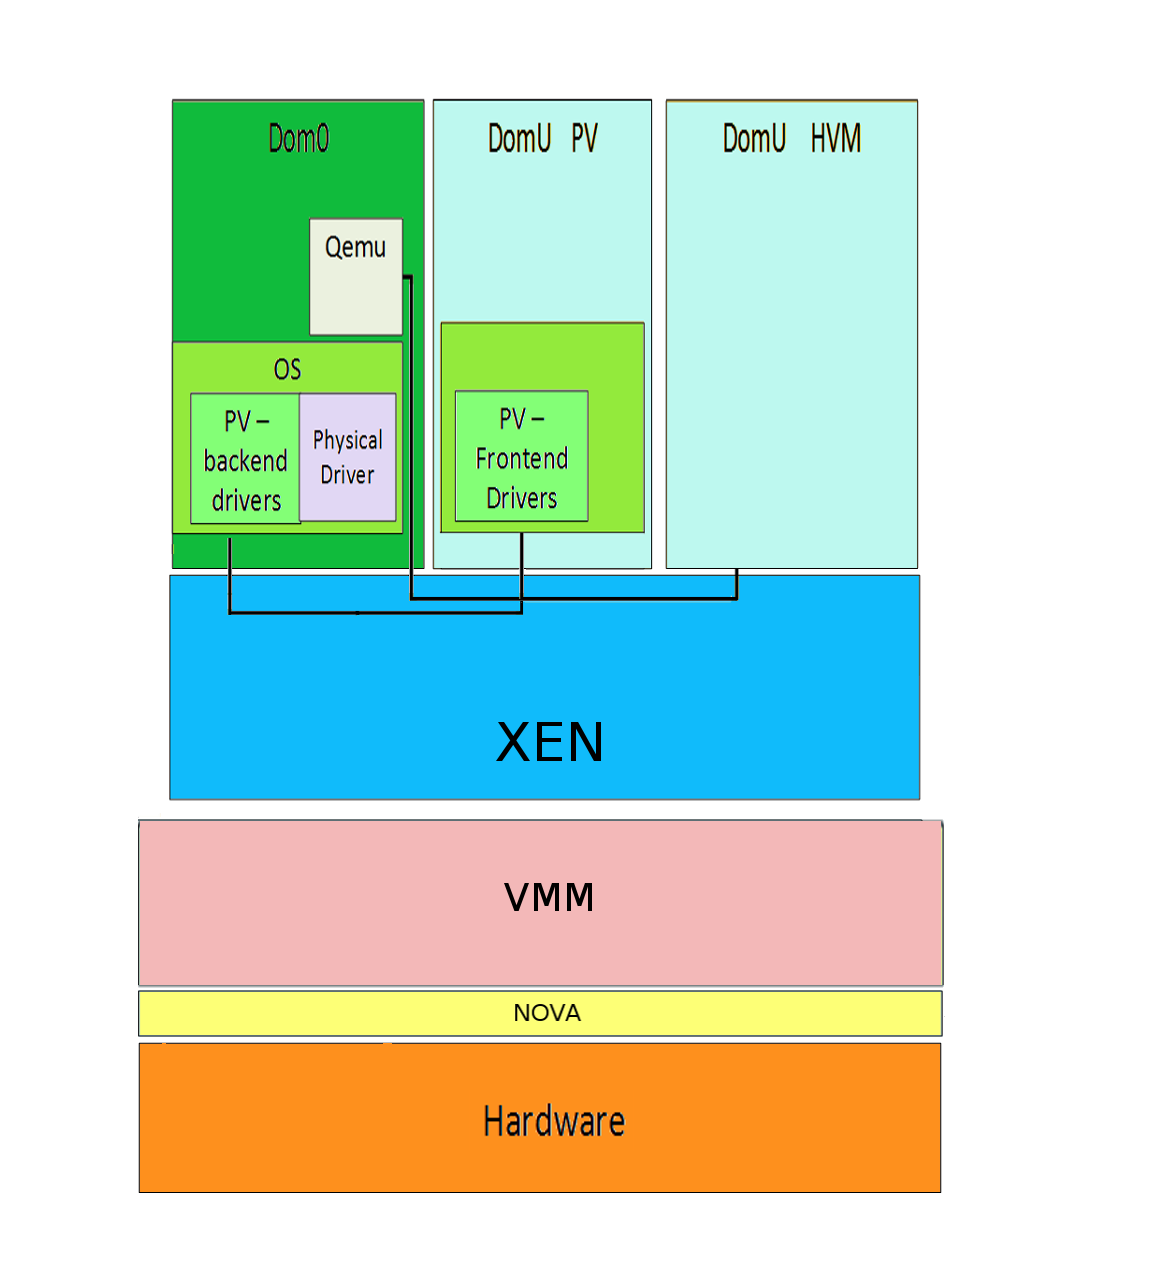 Dom0
DomU PV
DomU HVM
Qemu
OS
PV –
backend
drivers
Physical
Driver
PV –
Frontend
Drivers
XEN
VMM
NOVA
Hardware